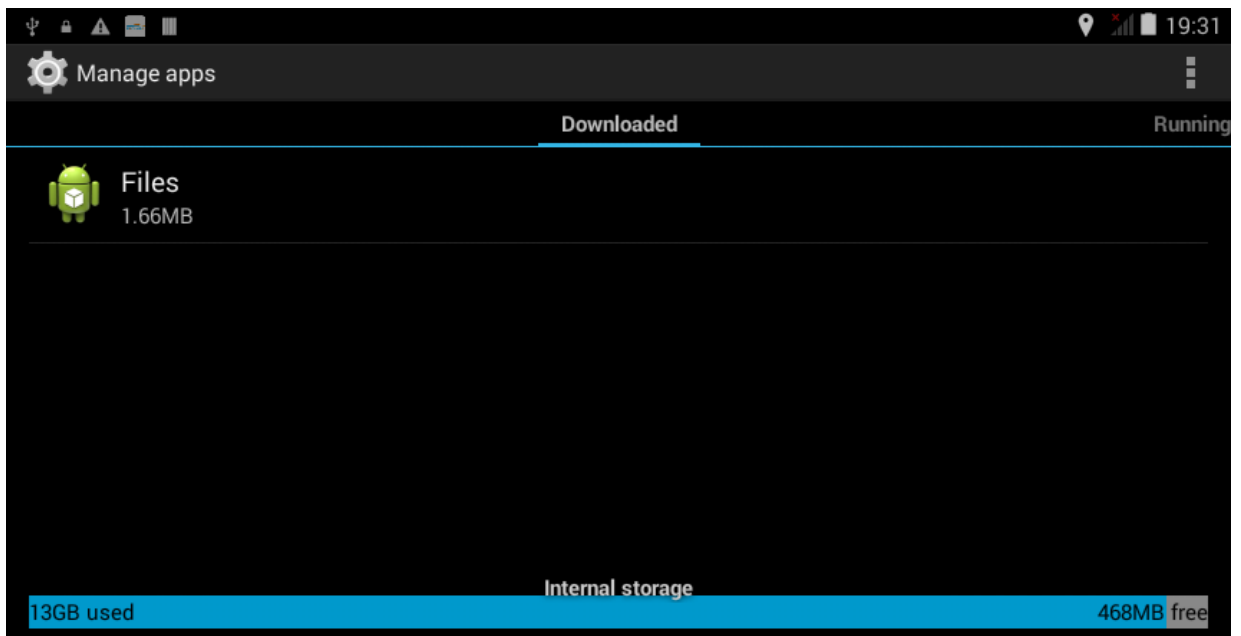 19:31
Manage apps
Downloaded Running
Files
1.66MB
Internal storage
13GB used 468MB free